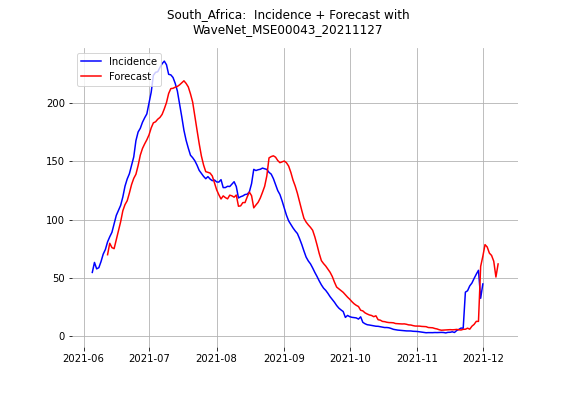 South_Africa:  Incidence + Forecast with
WaveNet_MSE00043_20211127
Incidence
Forecast
200
150
100
50
0
2021-06 2021-07 2021-08 2021-09 2021-10 2021-11 2021-12